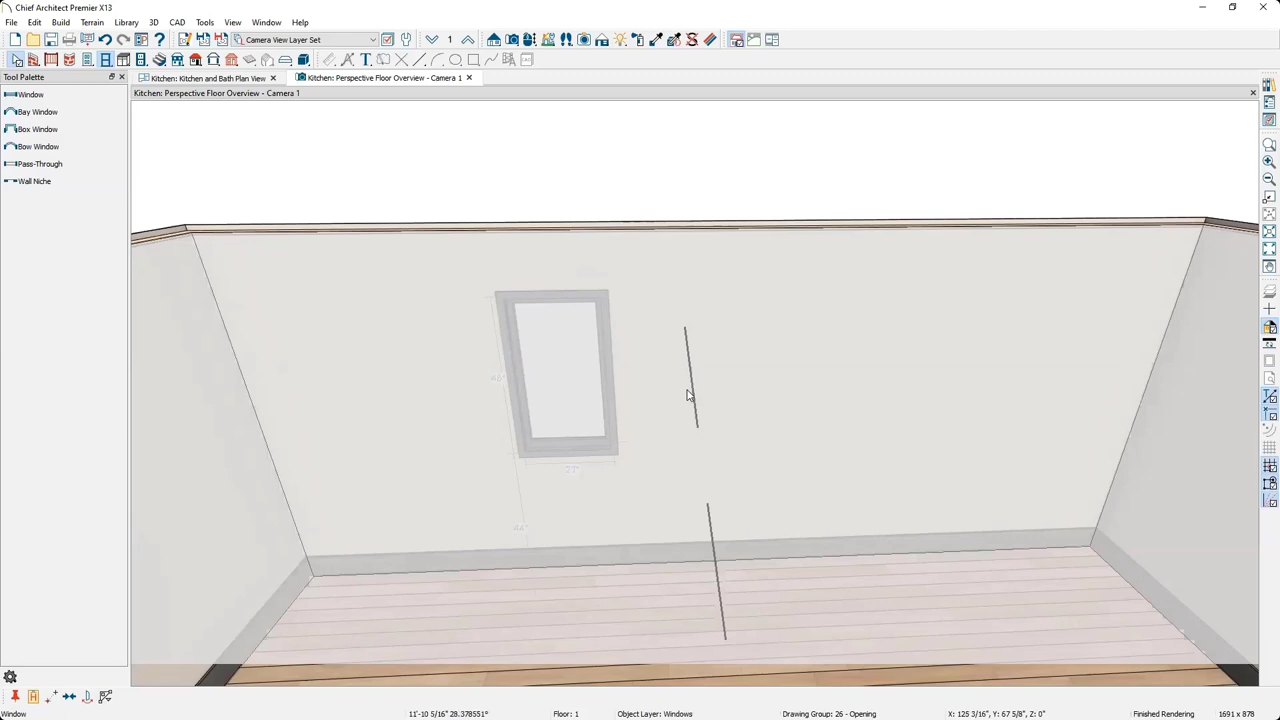 Chief Architect Premier X13
File Edit Build Terrain Library 3D CAD Tools View Window Help
Camera View Layer Set
1
Tool Palette
Kitchen: Kitchen and Bath Plan View
Kitchen: Perspective Floor Overview - Camera 1
Kitchen: Perspective Floor Overview - Camera 1
Window
Bay Window
Box Window
Bow Window
Pass-Through
Wall Niche
Window
11'-10 5/16" 28.378551°
Floor: 1
Object Layer: Windows
Drawing Group: 26 - Opening
X: 125 3/16", Y: 67 5/8", Z: 0"
Finished Rendering
1691 x 878